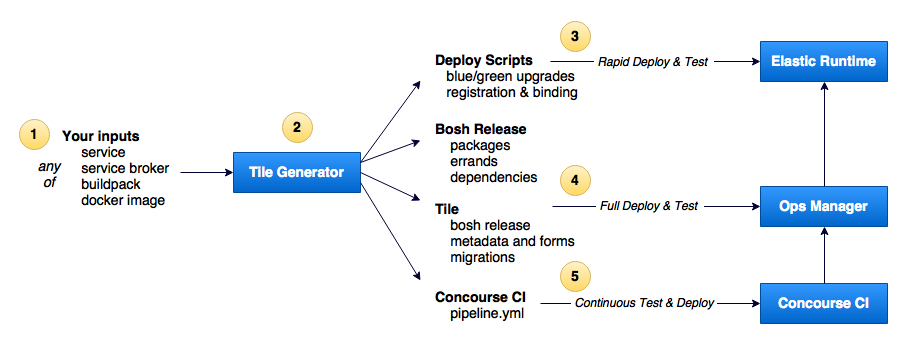 1
Your inputs
any
of
service
service broker
buildpack
docker image
2
Tile Generator
Deploy Scripts
blue/green upgrades
registration & binding
Bosh Release
packages
errands
dependencies
Tile
bosh release
metadata and forms
migrations
Concourse CI
pipeline.yml
3
Rapid Deploy & Test
Elastic Runtime
4
Full Deploy & Test
Ops Manager
5
Continuous Test & Deploy
Concourse CI